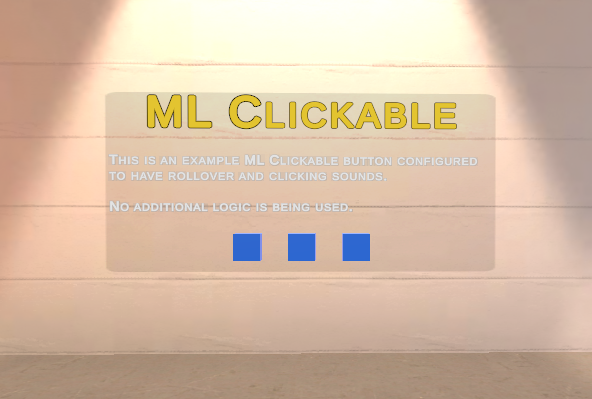 ML Clickable
This is an example ML Clickable button configured
to have rollover and clicking sounds.
No additional logic is being used.